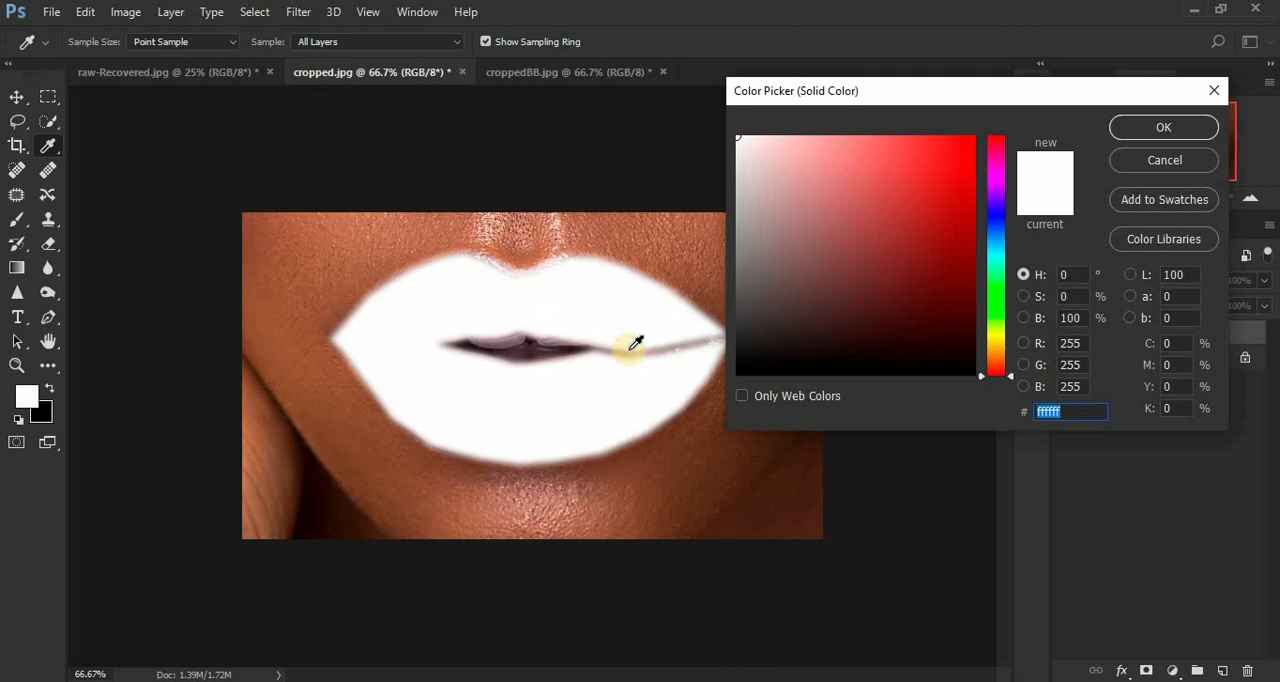 Ps File Edit Image Layer Type Select Filter 3D View Window Help
Sample Size: Point Sample Sample: All Layers Show Sampling Ring
raw-Recovered.jpg @ 25% (RGB/8*) * × cropped.jpg @ 66.7% (RGB/8*) * × croppedBB.jpg @ 66.7% (RGB/8) * ×
Color Picker (Solid Color)
new
current
OK
Cancel
Add to Swatches
Color Libraries
H: 0 °
S: 0 %
B: 100 %
R: 255
G: 255
B: 255
# ffffff
L: 100
a: 0
b: 0
C: 0 %
M: 0 %
Y: 0 %
K: 0 %
Only Web Colors
100%
100%
66.67% Doc: 1.39M/1.72M
fx